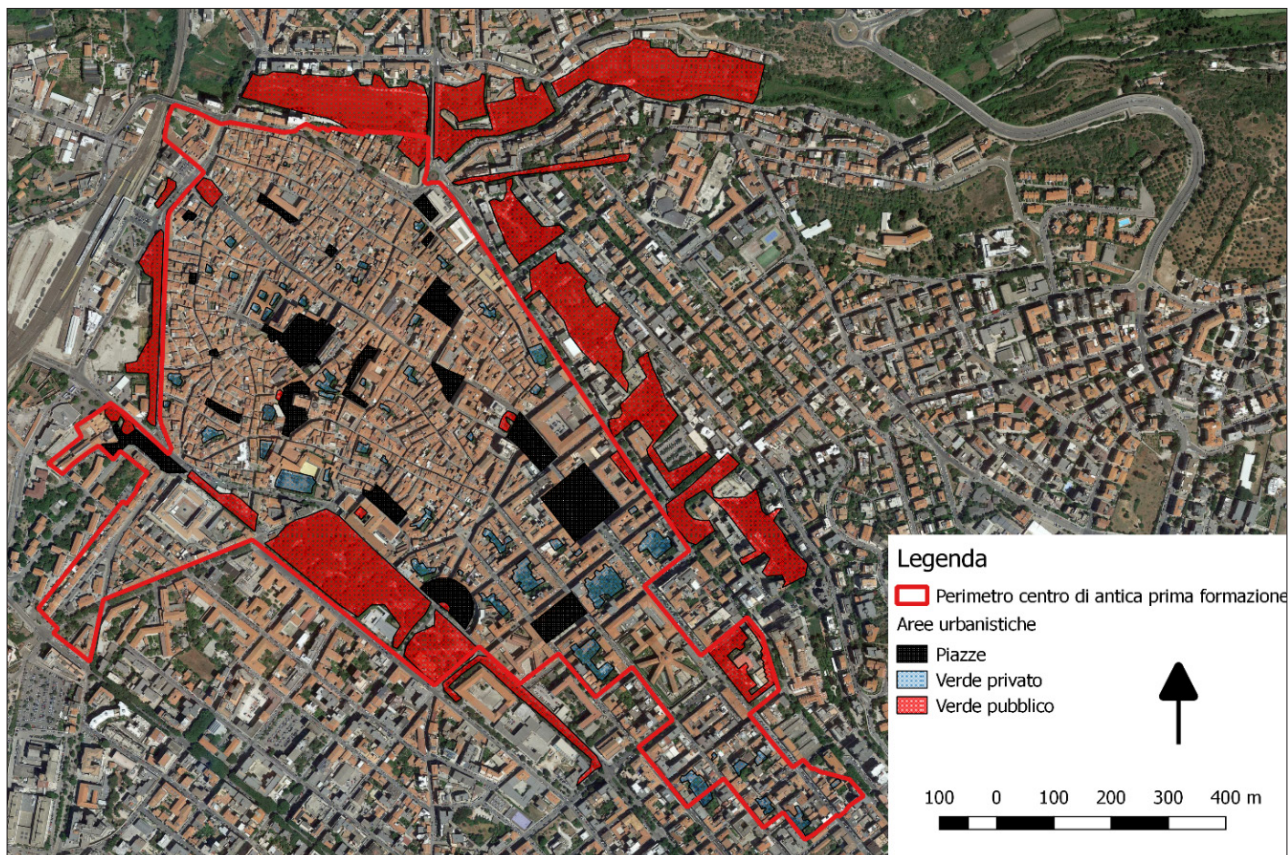 Legenda
Perimetro centro di antica prima formazione
Aree urbanistiche
Piazze
Verde privato
Verde pubblico
100 0 100 200 300 400 m